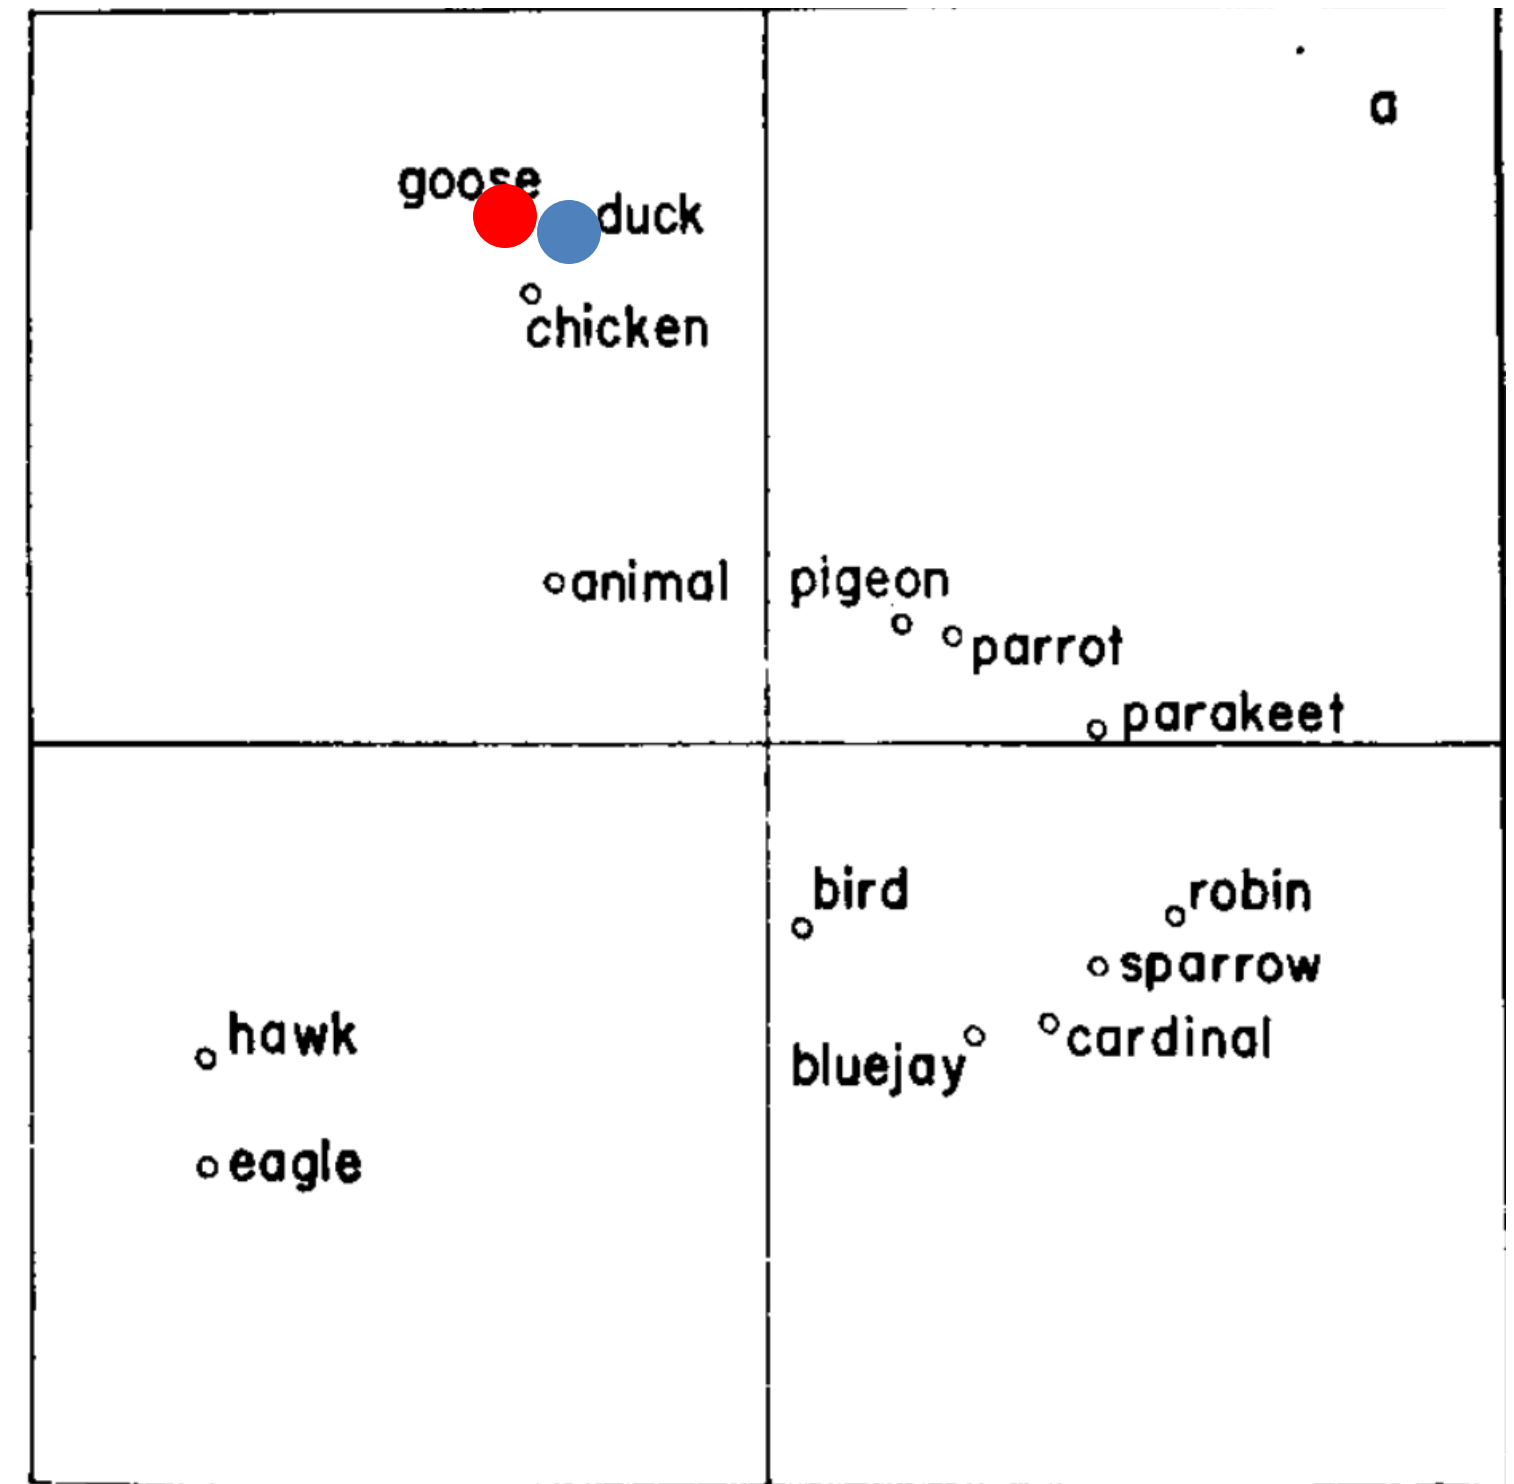 a
goose
duck
chicken
animal
pigeon
parrot
parakeet
bird
robin
sparrow
hawk
cardinal
bluejay
eagle